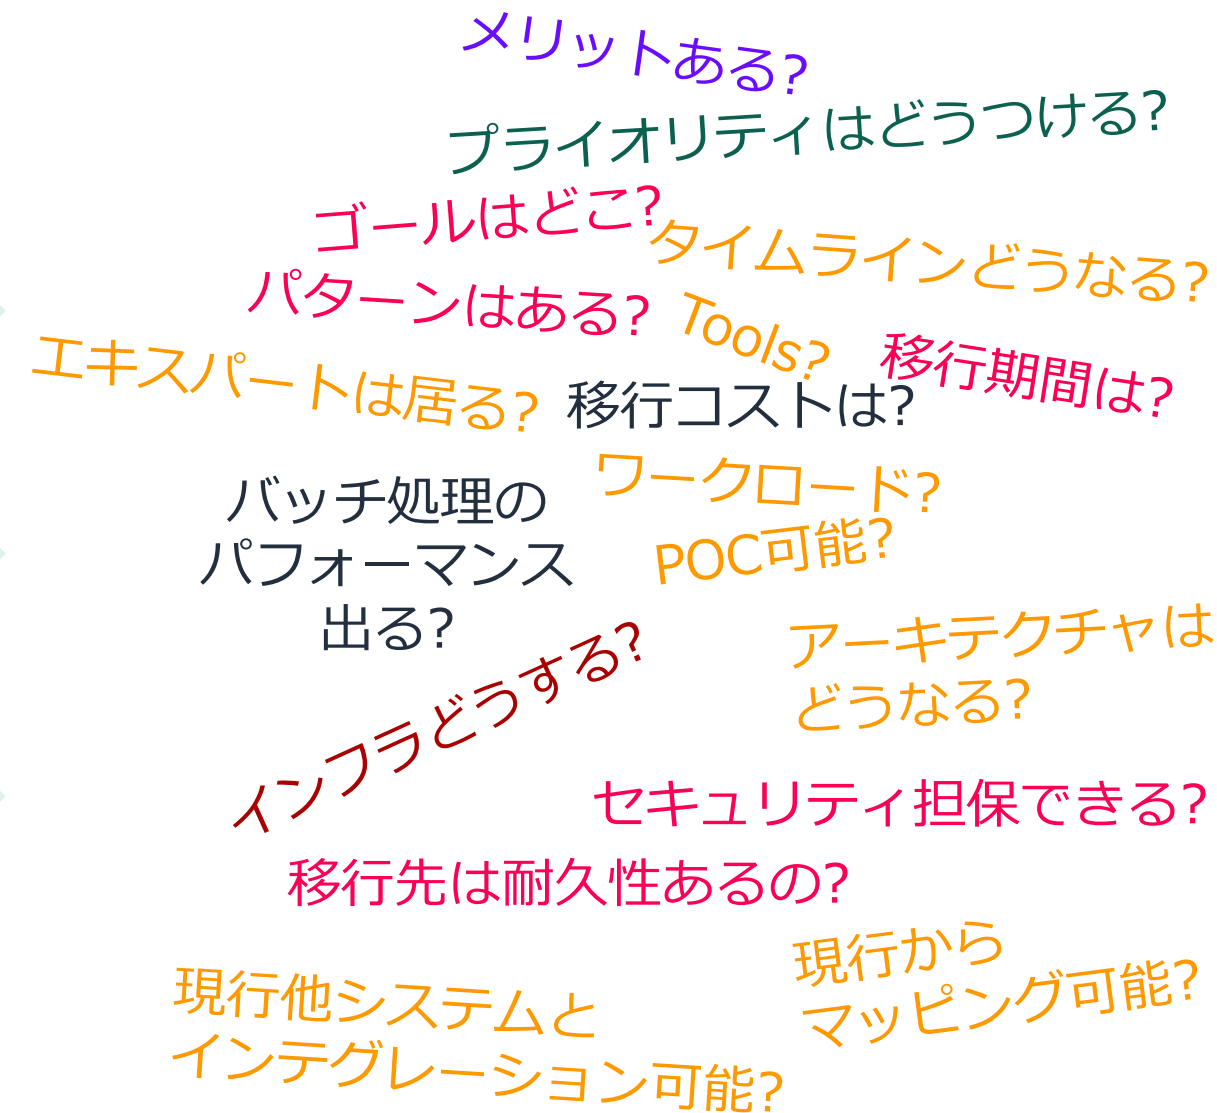 メリットある?
プライオリティはどうつける?
ゴールはどこ?
タイムラインどうなる?
パターンはある?
Tools?
移行期間は?
エキスパートは居る?
移行コストは?
ワークロード?
バッチ処理の
パフォーマンス
出る?
POC可能?
アーキテクチャは
どうなる?
インフラどうする?
セキュリティ担保できる?
移行先は耐久性あるの?
現行から
マッピング可能?
現行他システムと
インテグレーション可能?